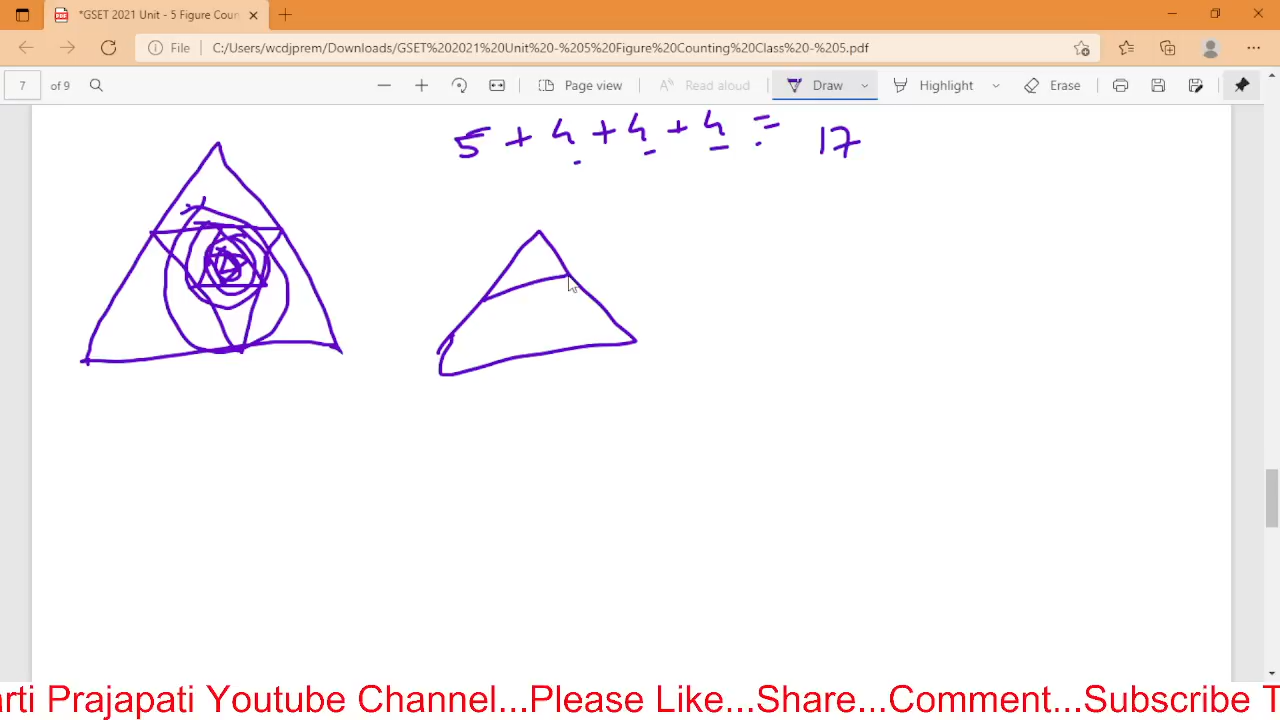 *GSET 2021 Unit - 5 Figure Coun
File C:/Users/wcdjprem/Downloads/GSET%202021%20Unit%20-%205%20Figure%20Counting%20Class%20-%205.pdf
7 of 9 Page view Read aloud Draw Highlight Erase
5 + 4 + 4 + 4 = 17
arti Prajapati Youtube Channel...Please Like...Share...Comment...Subscribe T